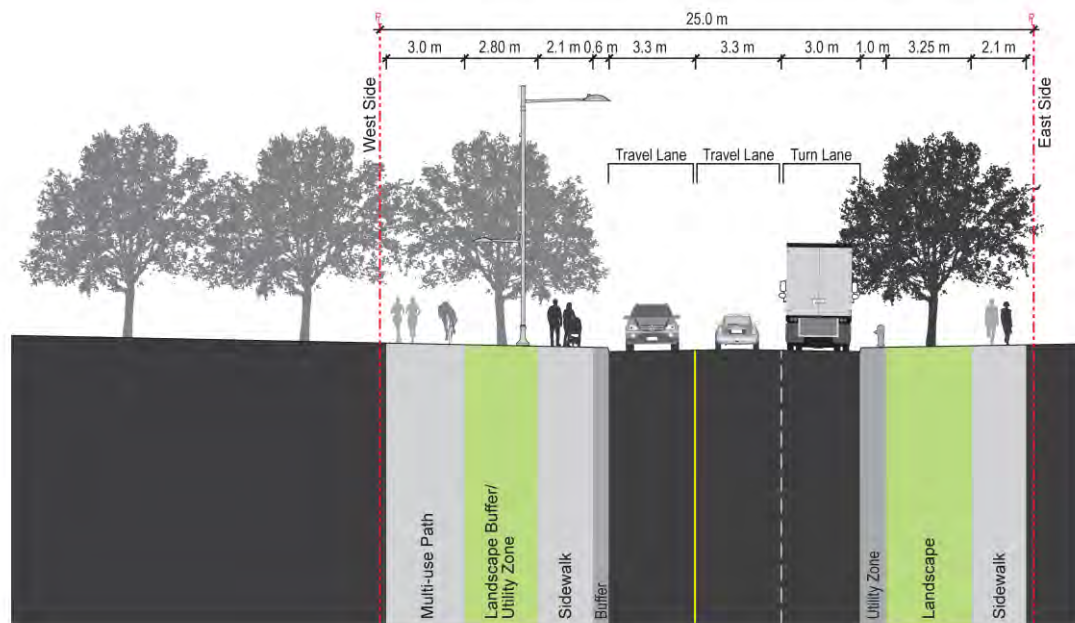 25.0 m
3.0 m 2.80 m 2.1 m 0.6 m 3.3 m 3.3 m 3.0 m 1.0 m 3.25 m 2.1 m
West Side
East Side
Travel Lane Travel Lane Turn Lane
Multi-use Path
Landscape Buffer/
Utility Zone
Sidewalk
Buffer
Utility Zone
Landscape
Sidewalk